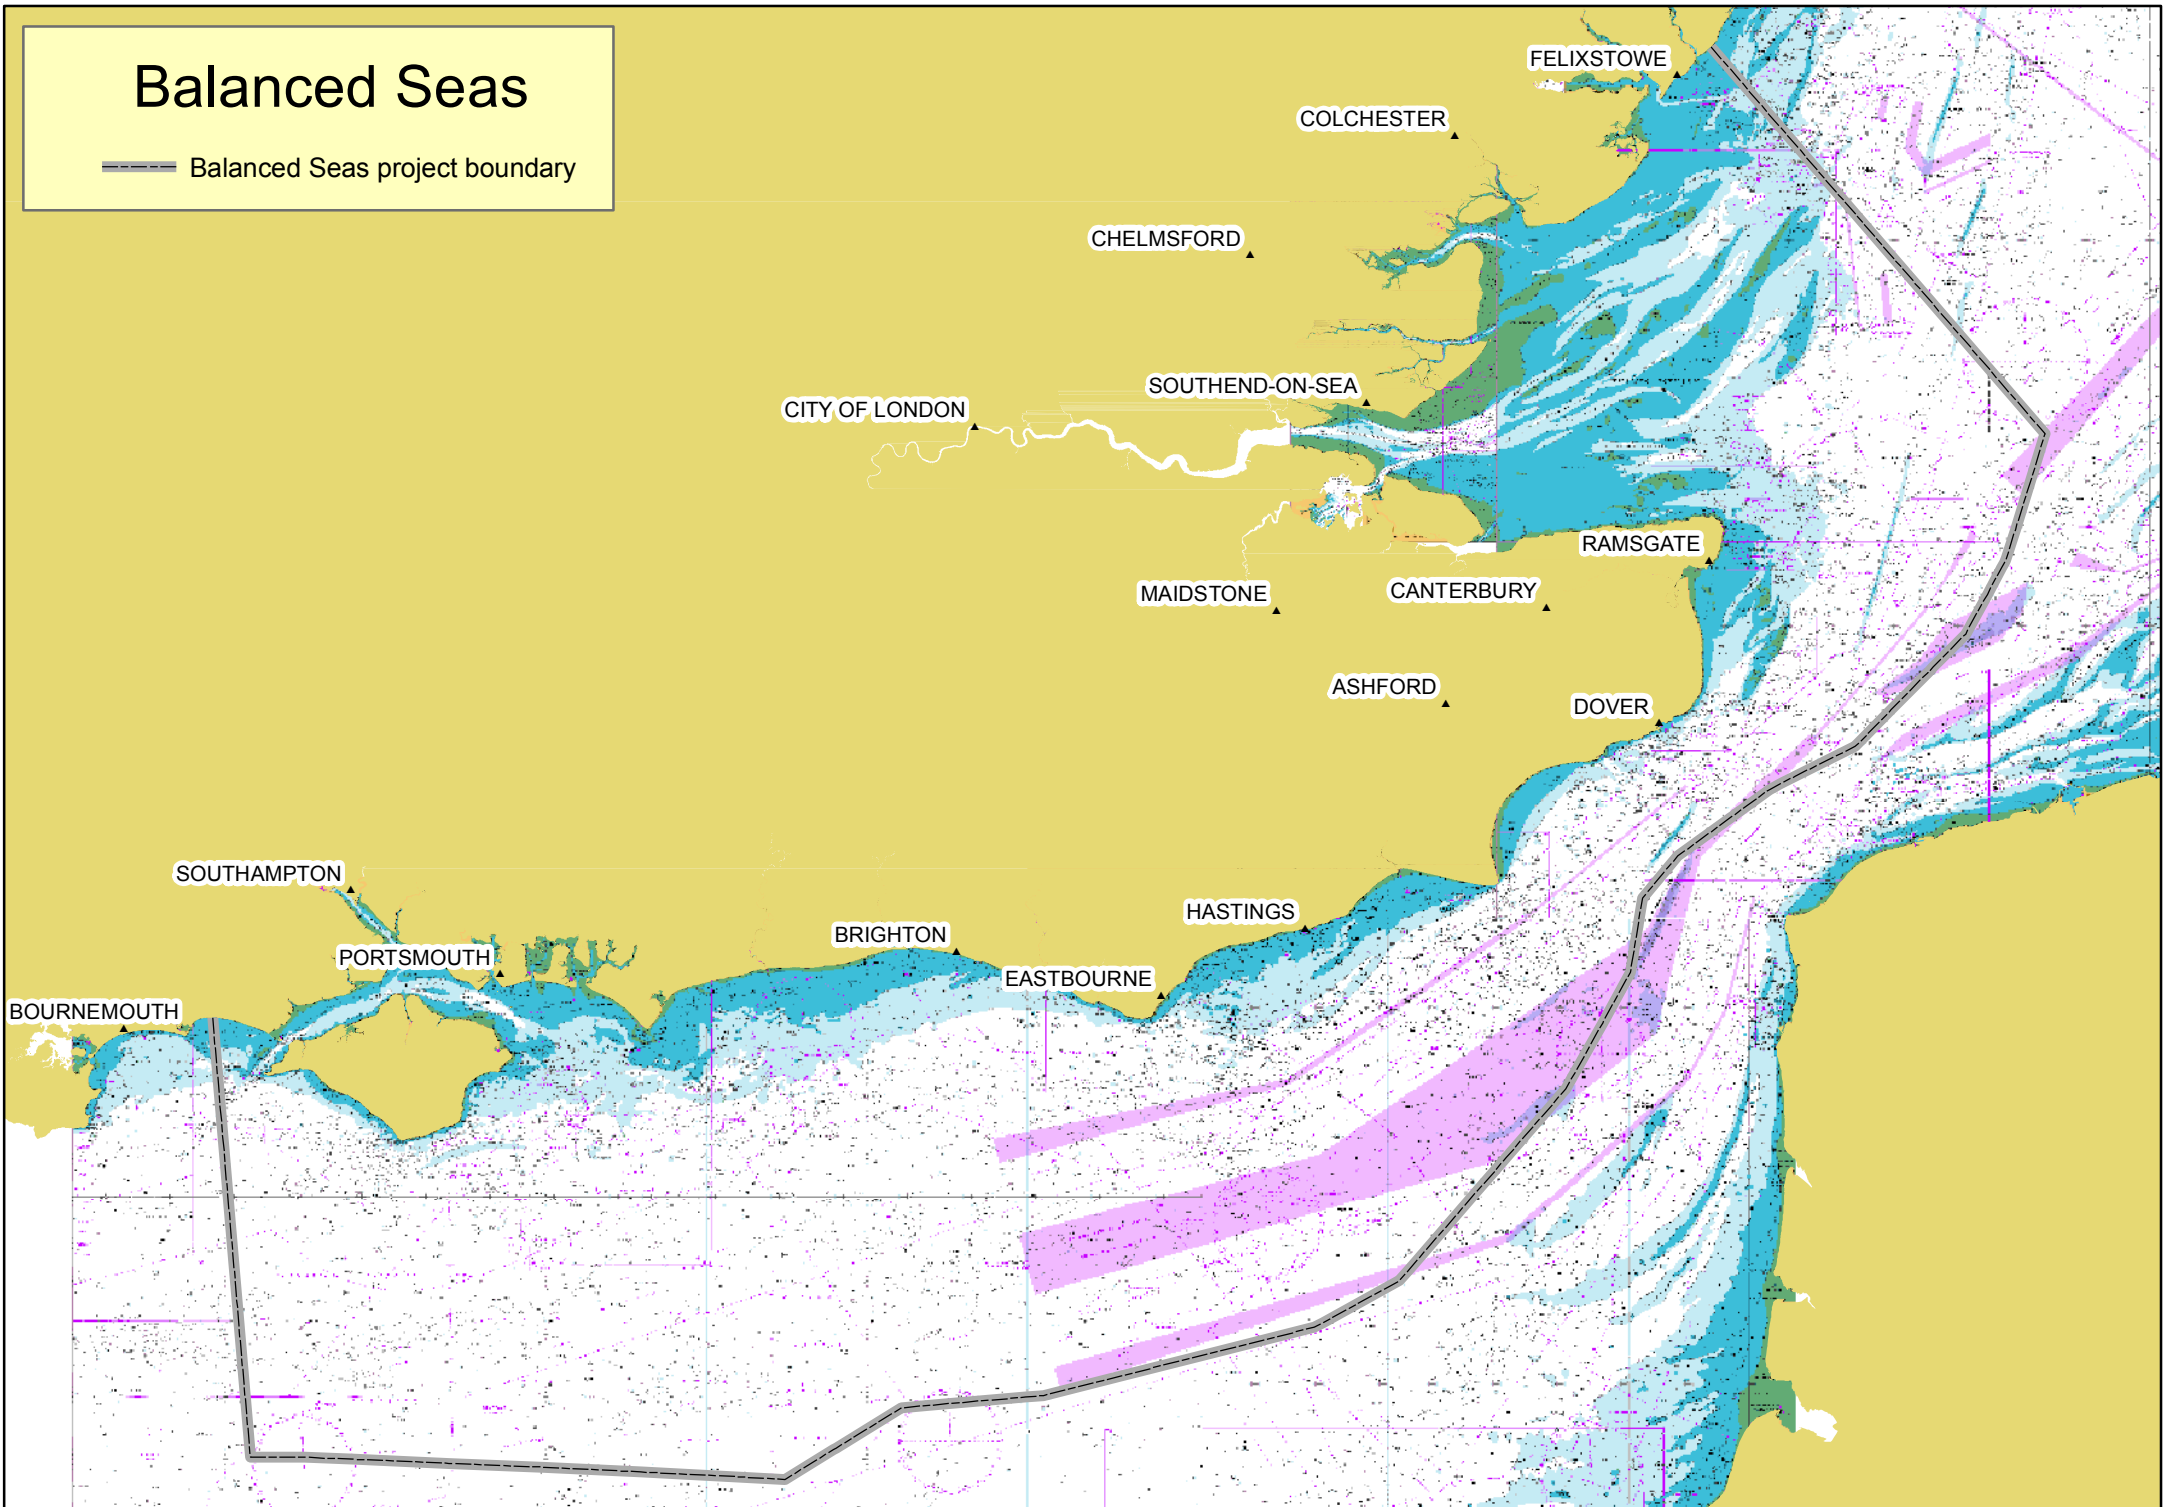 Balanced Seas
Balanced Seas project boundary
FELIXSTOWE
COLCHESTER
CHELMSFORD
SOUTHEND-ON-SEA
CITY OF LONDON
RAMSGATE
MAIDSTONE
CANTERBURY
ASHFORD
DOVER
SOUTHAMPTON
HASTINGS
BRIGHTON
PORTSMOUTH
EASTBOURNE
BOURNEMOUTH